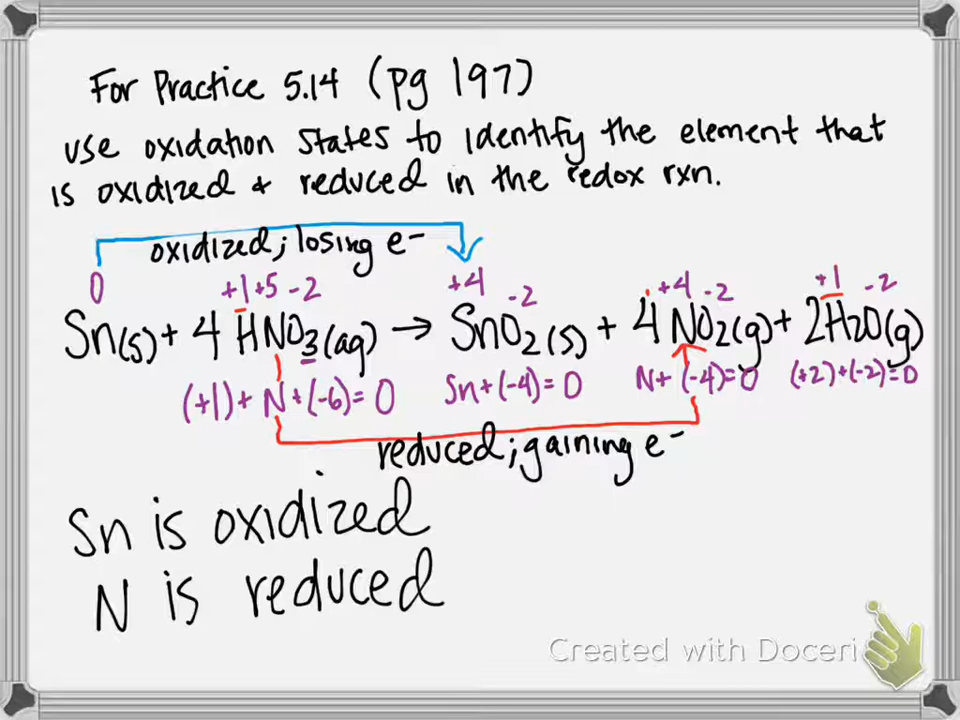 For Practice 5.14 (pg 197)
use oxidation states to identify the element that
is oxidized + reduced in the redox rxn.
oxidized; losing e-
0 +1 +5 -2 +4 -2 +4 -2 +1 -2
Sn(s) + 4 HNO3(aq) → SnO2(s) + 4NO2(g) + 2H2O(g)
(+1) + N + (-6) = 0 Sn + (-4) = 0 N + (-4) = 0 (+2) + (-2) = 0
reduced; gaining e-
Sn is oxidized
N is reduced
Created with Doceri